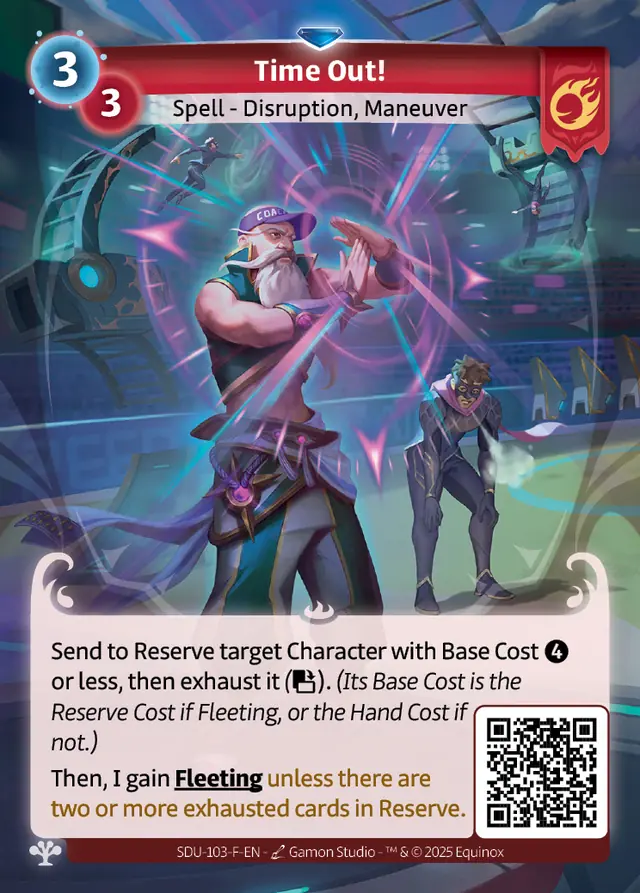 3
Time Out!
3
Spell - Disruption, Maneuver
COACH
Send to Reserve target Character with Base Cost 4
or less, then exhaust it (). (Its Base Cost is the
Reserve Cost if Fleeting, or the Hand Cost if
not.)
Then, I gain Fleeting unless there are
two or more exhausted cards in Reserve.
SDU-103-F-EN - Gamon Studio - ™ & © 2025 Equinox